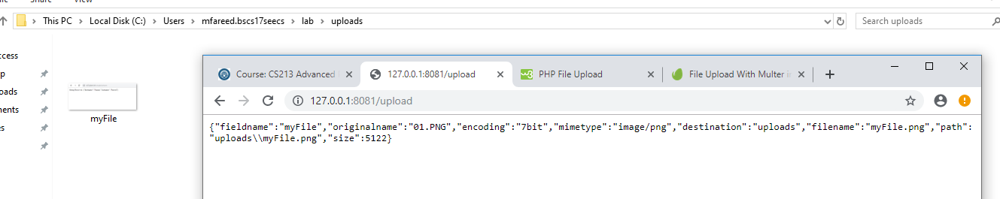 Share
View
This PC > Local Disk (C:) > Users > mfareed.bscs17seecs > lab > uploads
Search uploads
ccess
p
oads
ments
es
myFile
Course: CS213 Advanced
127.0.0.1:8081/upload
PHP File Upload
File Upload With Multer in
127.0.0.1:8081/upload
{"fieldname":"myFile","originalname":"01.PNG","encoding":"7bit","mimetype":"image/png","destination":"uploads","filename":"myFile.png","path":
"uploads\\myFile.png","size":5122}